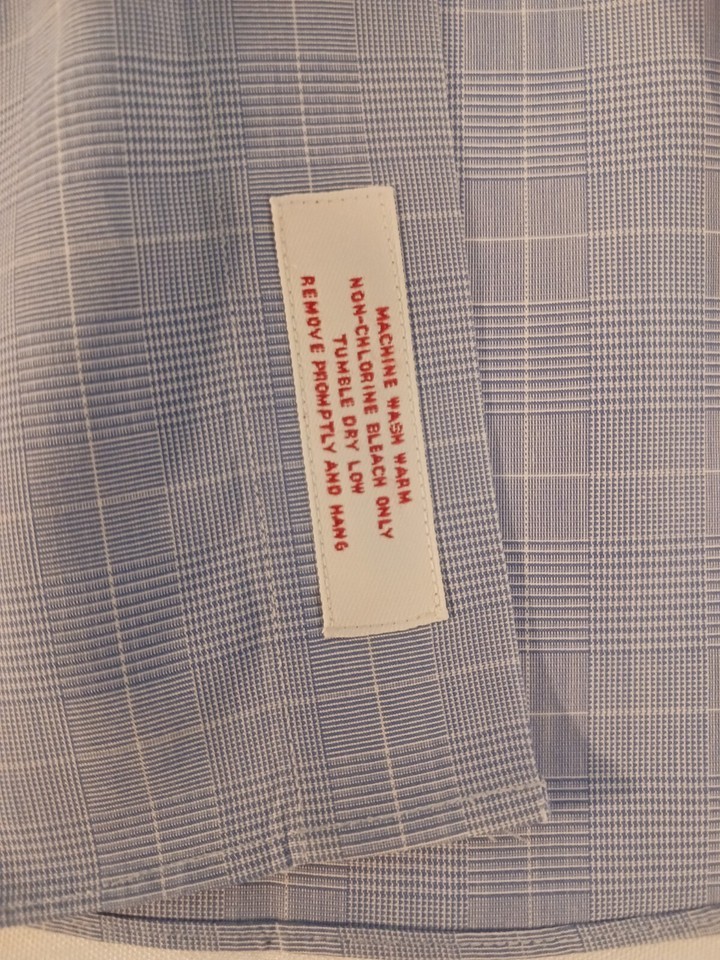 MACHINE WASH WARM
NON-CHLORINE BLEACH ONLY
TUMBLE DRY LOW
REMOVE PROMPTLY AND HANG